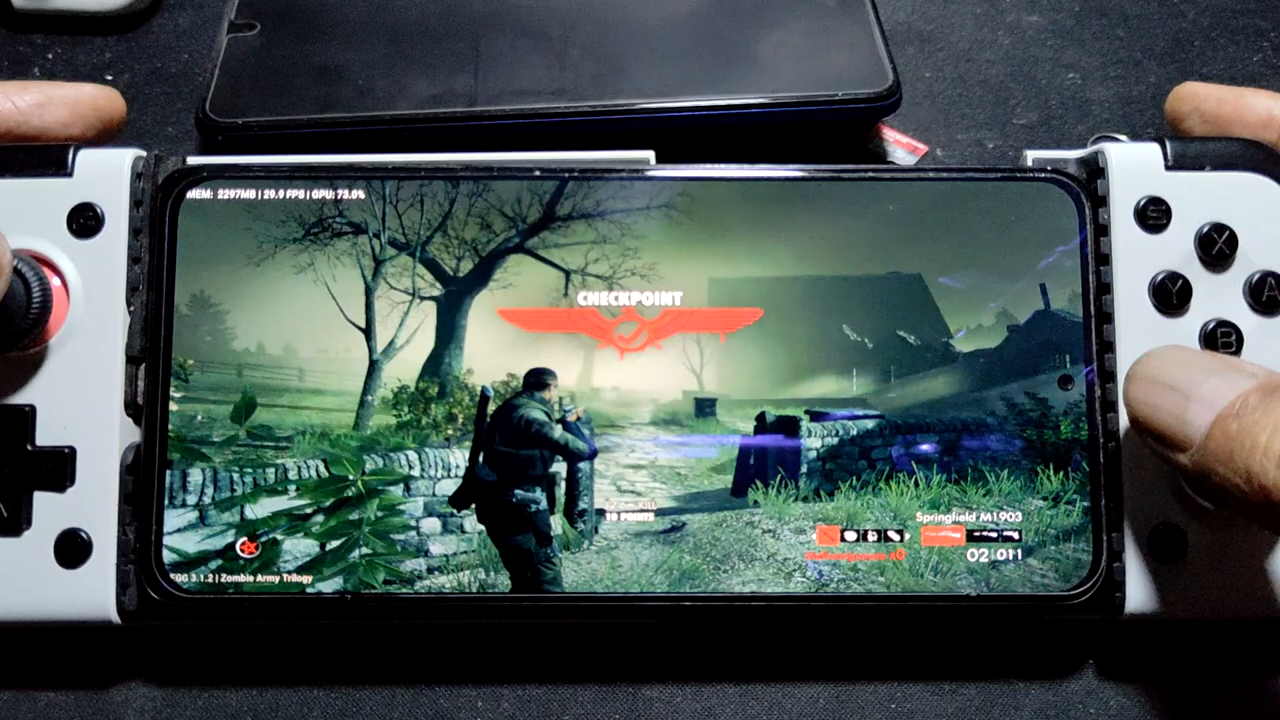 MEM: 2297MB | 29.9 FPS | GPU: 73.0%
S
X
Y
A
B
CHECKPOINT
10 POINTS
Springfield M1903
x0
02 011
EGG 3.1.2 | Zombie Army Trilogy